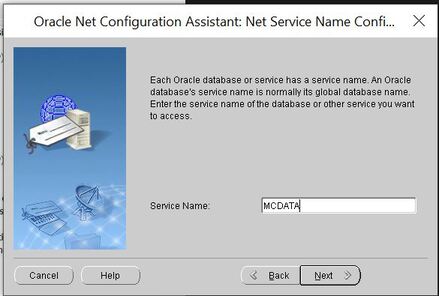 Oracle Net Configuration Assistant: Net Service Name Confi...
Each Oracle database or service has a service name. An Oracle
database's service name is normally its global database name.
Enter the service name of the database or other service you want
to access.
Service Name:
MCDATA
Cancel
Help
Back
Next